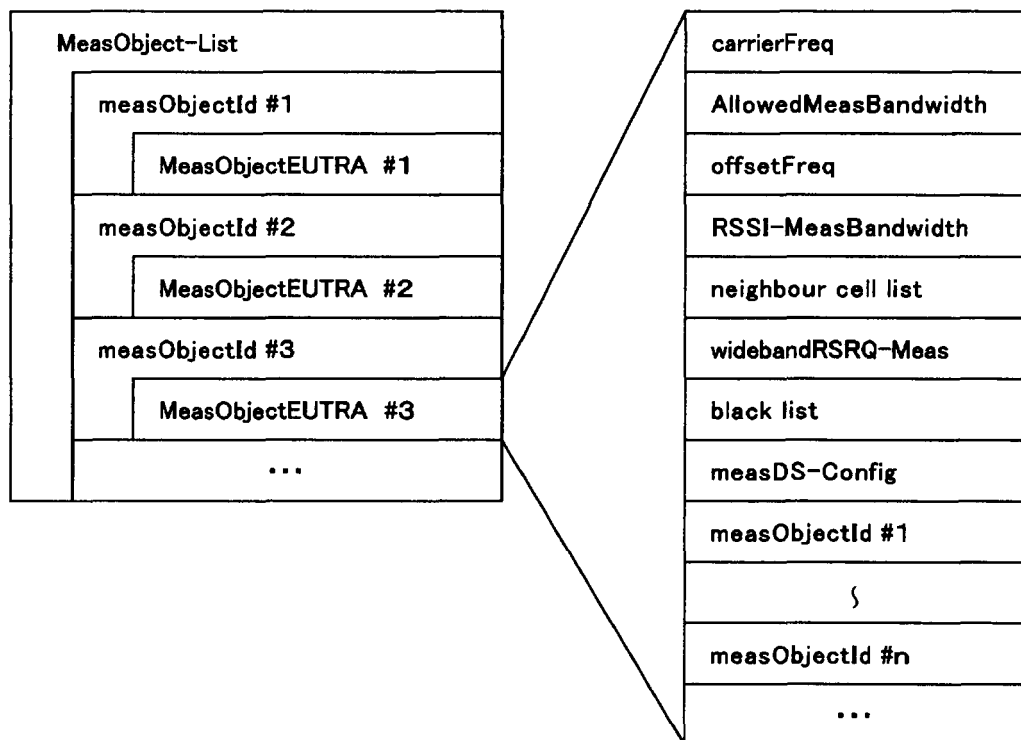 MeasObject-List
measObjectId #1
MeasObjectEUTRA #1
measObjectId #2
MeasObjectEUTRA #2
measObjectId #3
MeasObjectEUTRA #3
...
carrierFreq
AllowedMeasBandwidth
offsetFreq
RSSI-MeasBandwidth
neighbour cell list
widebandRSRQ-Meas
black list
measDS-Config
measObjectId #1
measObjectId #n
...